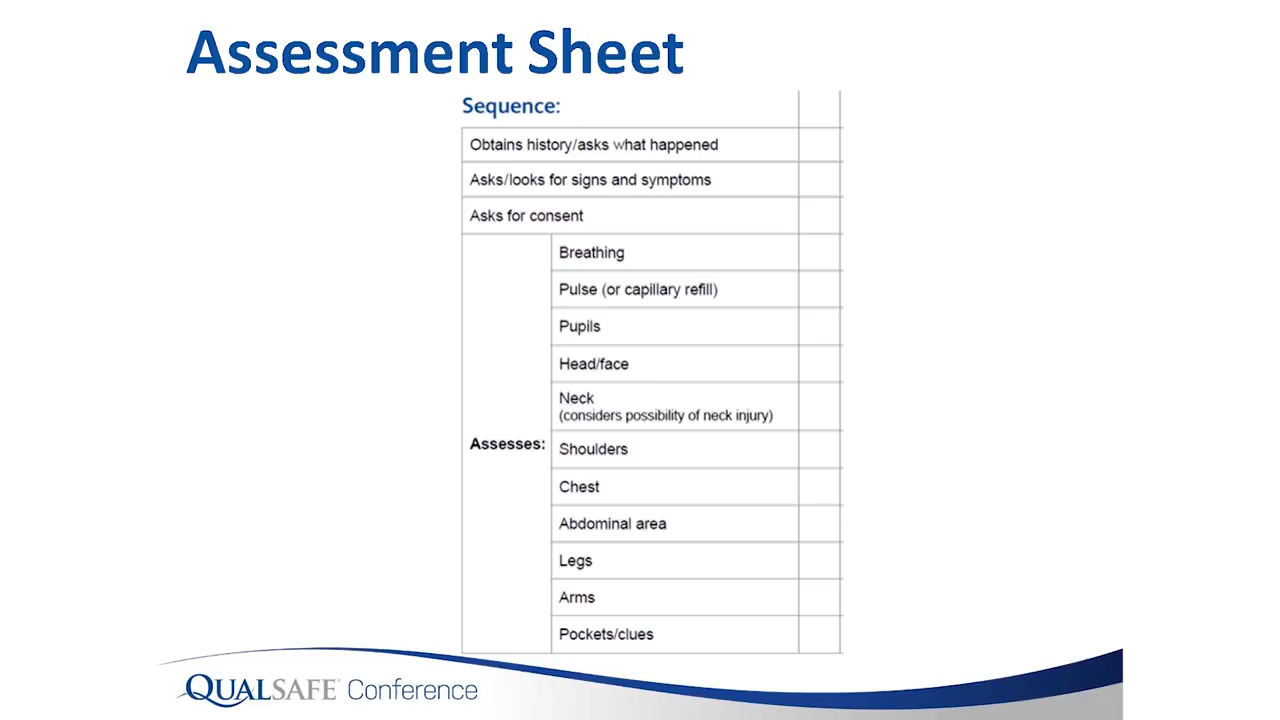 Assessment Sheet
Sequence:
Obtains history/asks what happened
Asks/looks for signs and symptoms
Asks for consent
Assesses:
Breathing
Pulse (or capillary refill)
Pupils
Head/face
Neck
(considers possibility of neck injury)
Shoulders
Chest
Abdominal area
Legs
Arms
Pockets/clues
QUALSAFE Conference